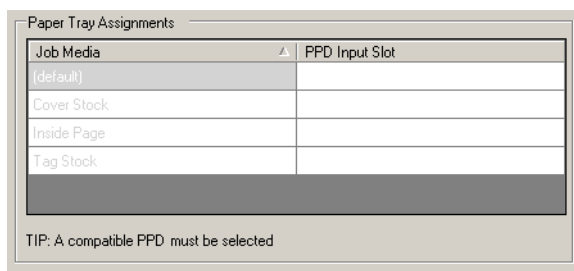 Paper Tray Assignments
Job Media PPD Input Slot
(default)
Cover Stock
Inside Page
Tag Stock
TIP: A compatible PPD must be selected